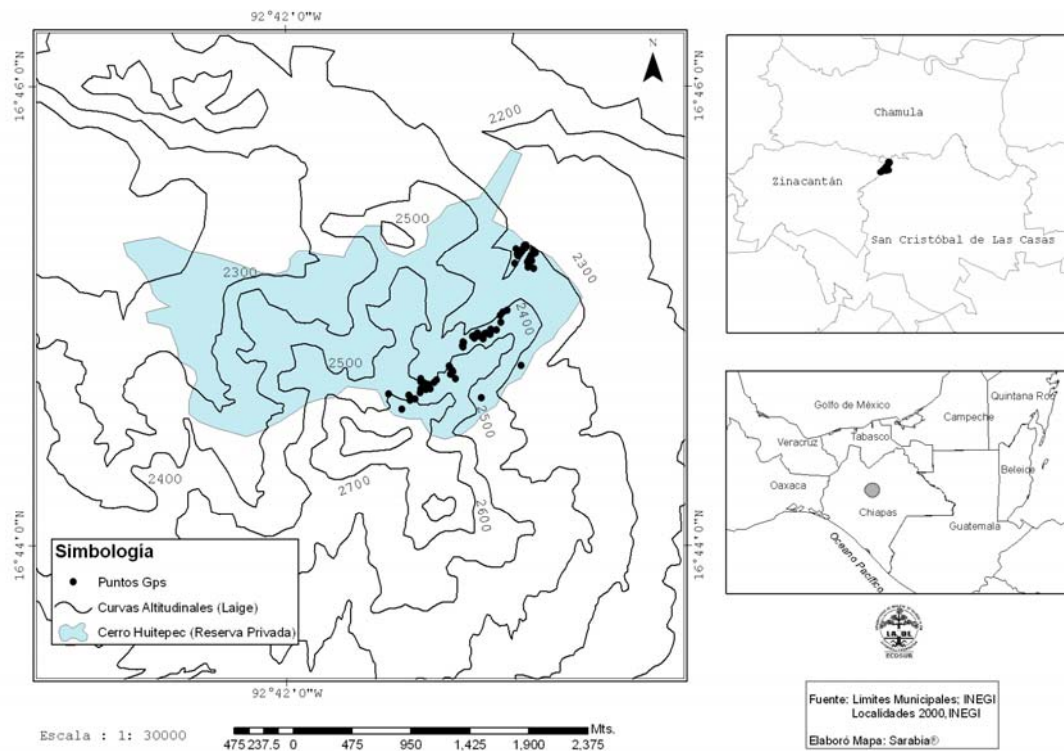 92°42'0"W
16°46'0"N
N
16°46'0"N
2200
2500
2300
2300
2400
2500
2500
2400
2700
2600
16°44'0"N
16°44'0"N
Simbología
Puntos Gps
Curvas Altitudinales (Laige)
Cerro Huitepec (Reserva Privada)
92°42'0"W
Escala : 1: 30000
475 237.5 0 475 950 1,425 1,900 2,375
Mts.
Chamula
Zinacantán
San Cristóbal de Las Casas
Golfo de México
Quintana Roo
Campeche
Tabasco
Veracruz
Beleice
Oaxaca
Chiapas
Guatemala
Oceano Pacífico
ECOSUR
Fuente: Limites Municipales; INEGI
Localidades 2000, INEGI
Elaboró Mapa: Sarabia®